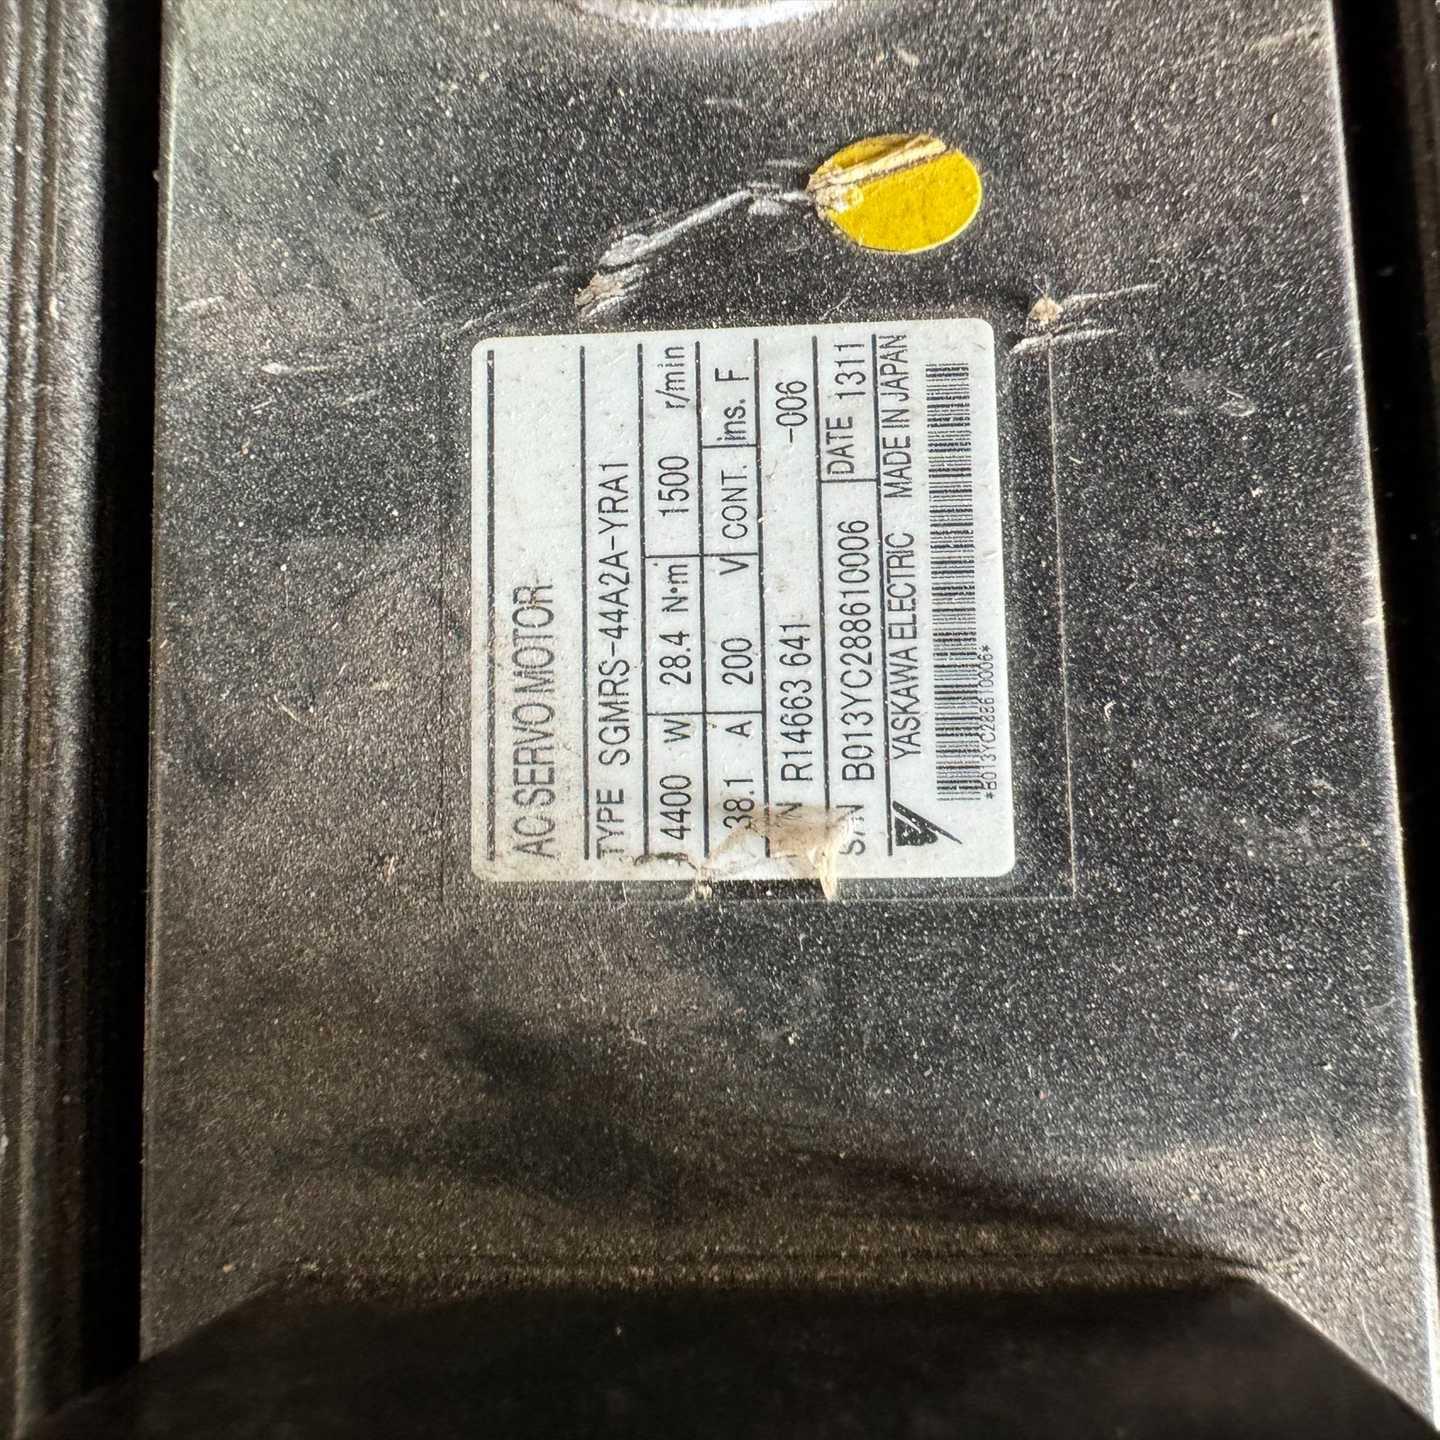 AC SERVO MOTOR
TYPE SGMRS-44A2A-YRA1
4400 W 28.4 N·m 1500 r/min
38.1 A 200 V CONT. ins. F
R14663 641 -006
S/N B013YC288610006 DATE 1311
YASKAWA ELECTRIC MADE IN JAPAN
*B013YC288610006*